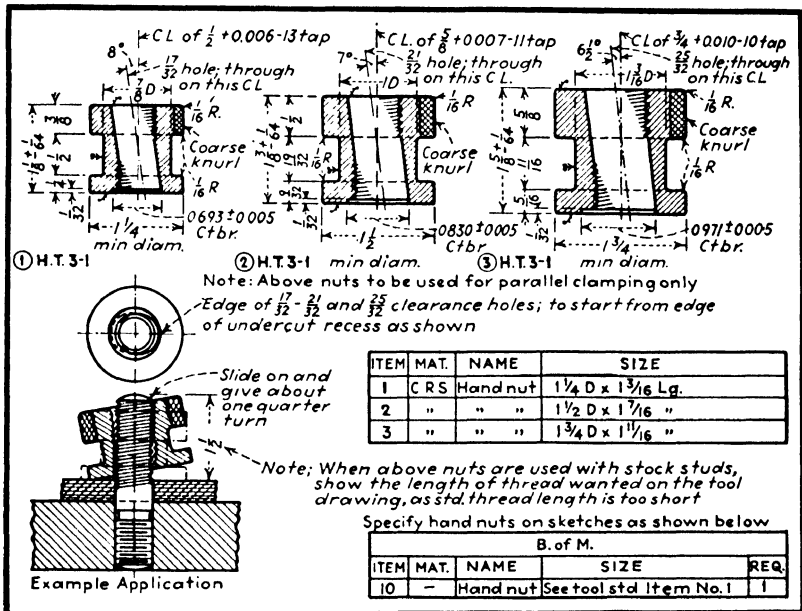 CL of 1/2 + 0.006-13 tap
8°
17/32 hole; through on this CL
7/8 D
1/16 R.
Coarse knurl
1/16 R
3/8
1/2
1/4
1/32
1 1/8 + 1/64
1 1/4
min diam.
0.693 ± 0.005
Ctbr.
① H.T. 3-1
C.L. of 5/8 + 0.007-11 tap
7°
21/32 hole; through on this CL.
1D
1/16 R.
Coarse knurl
1/16 R
1/2
19/32
9/32
1/32
1 3/8 + 1/64
1 1/2
min diam.
0.830 ± 0.005
Ctbr.
② H.T. 3-1
CL of 3/4 + 0.010-10 tap
6 1/2°
25/32 hole; through on this CL
1 3/16 D
1/16 R.
Coarse knurl
1/16 R
5/8
11/16
5/16
1/32
1 5/8 + 1/64
1 3/4
min diam.
0.971 ± 0.005
Ctbr.
③ H.T. 3-1
Note: Above nuts to be used for parallel clamping only
Edge of 17/32 - 21/32 and 25/32 clearance holes; to start from edge
of undercut recess as shown
Slide on and
give about
one quarter
turn
1 1/2
ITEM MAT. NAME SIZE
1 CRS Hand nut 1 1/4 D x 1 3/16 Lg.
2 " " " 1 1/2 D x 1 7/16 "
3 " " " 1 3/4 D x 1 11/16 "
Note; When above nuts are used with stock studs,
show the length of thread wanted on the tool
drawing, as std. thread length is too short
Specify hand nuts on sketches as shown below
B. of M.
ITEM MAT. NAME SIZE REQ.
10 – Hand nut See tool std Item No. 1 1
Example Application